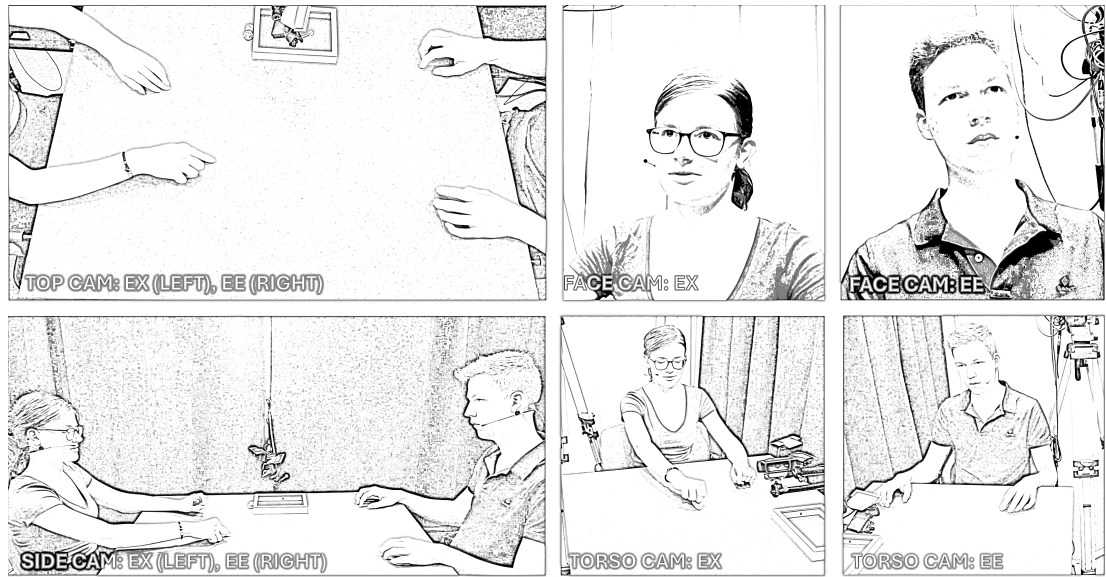 TOP CAM: EX (LEFT), EE (RIGHT)
FACE CAM: EX
FACE CAM: EE
SIDE CAM: EX (LEFT), EE (RIGHT)
TORSO CAM: EX
TORSO CAM: EE